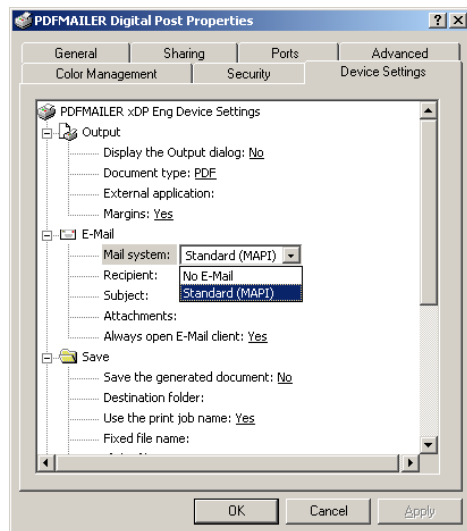 PDFMAILER Digital Post Properties
General Sharing Ports Advanced
Color Management Security Device Settings
PDFMAILER xDP Eng Device Settings
Output
Display the Output dialog: No
Document type: PDF
External application:
Margins: Yes
E-Mail
Mail system: Standard (MAPI)
Recipient: No E-Mail
Subject: Standard (MAPI)
Attachments:
Always open E-Mail client: Yes
Save
Save the generated document: No
Destination folder:
Use the print job name: Yes
Fixed file name:
OK Cancel Apply